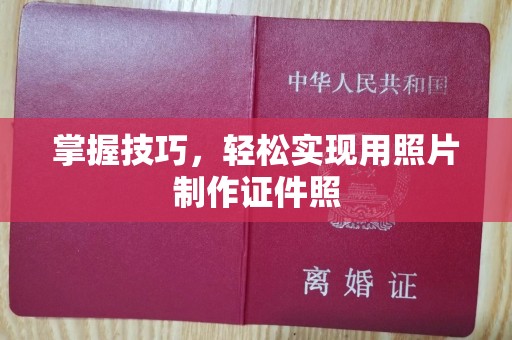 中华人民共和国
掌握技巧，轻松实现用照片
制作证件照
离婚证